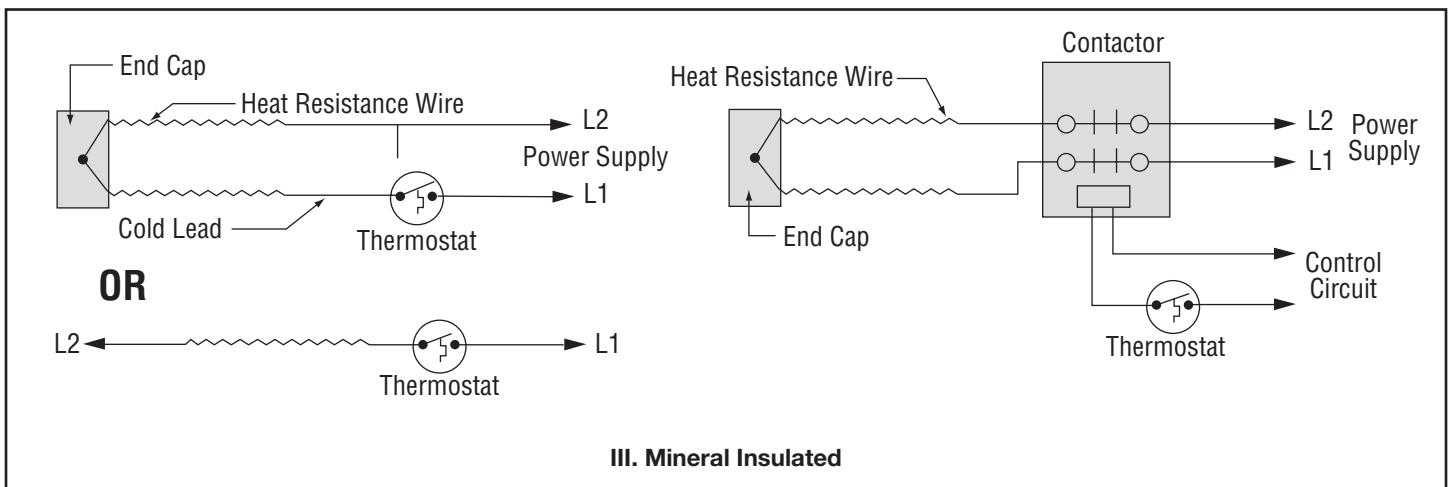 End Cap
Heat Resistance Wire
L2
Power Supply
L1
Cold Lead
Thermostat
OR
L2
L1
Thermostat
Contactor
Heat Resistance Wire
L2
Power
Supply
L1
End Cap
Control
Circuit
Thermostat
III. Mineral Insulated